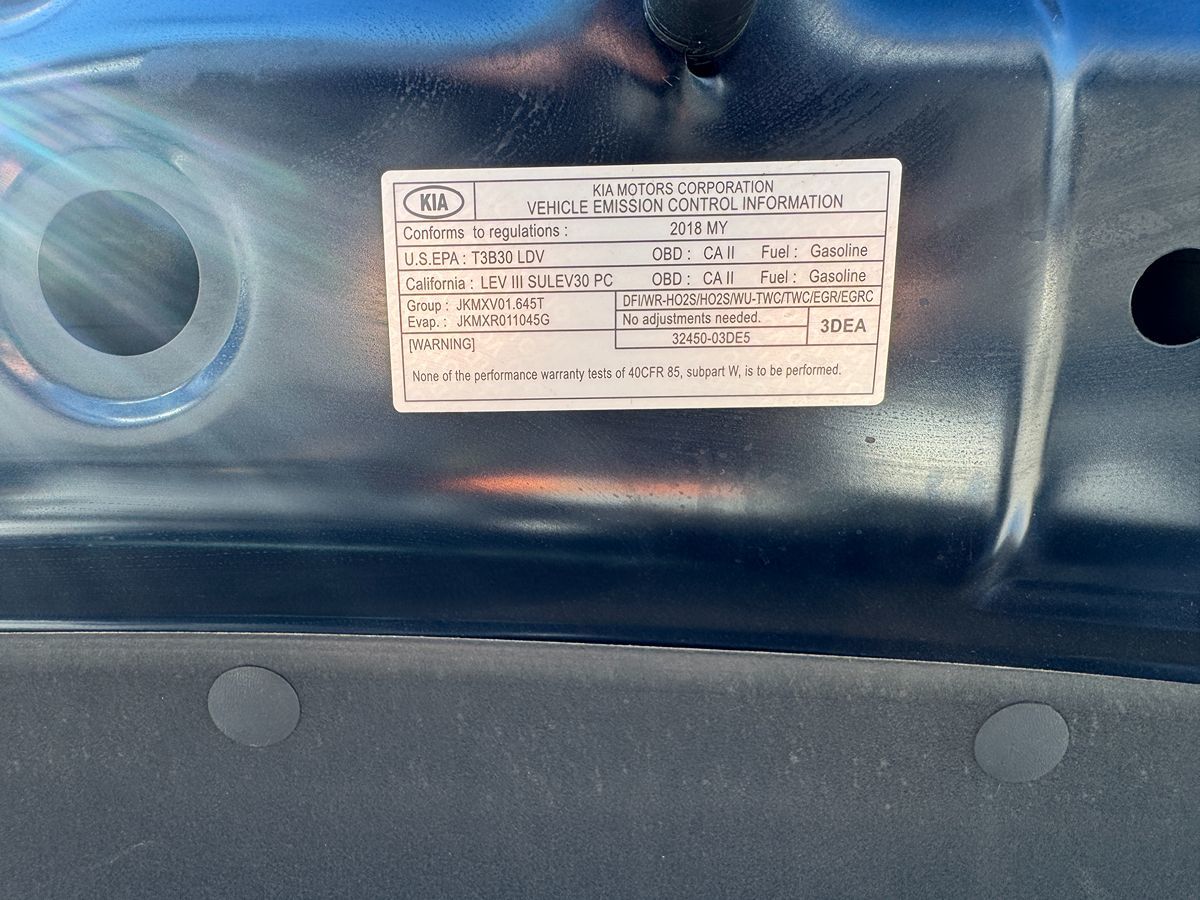 KIA
KIA MOTORS CORPORATION
VEHICLE EMISSION CONTROL INFORMATION
Conforms to regulations : 2018 MY
U.S.EPA : T3B30 LDV OBD : CA II Fuel : Gasoline
California : LEV III SULEV30 PC OBD : CA II Fuel : Gasoline
Group : JKMXV01.645T
Evap. : JKMXR011045G
DFI/WR-HO2S/HO2S/WU-TWC/TWC/EGR/EGRC
No adjustments needed.
32450-03DE5
3DEA
[WARNING]
None of the performance warranty tests of 40CFR 85, subpart W, is to be performed.